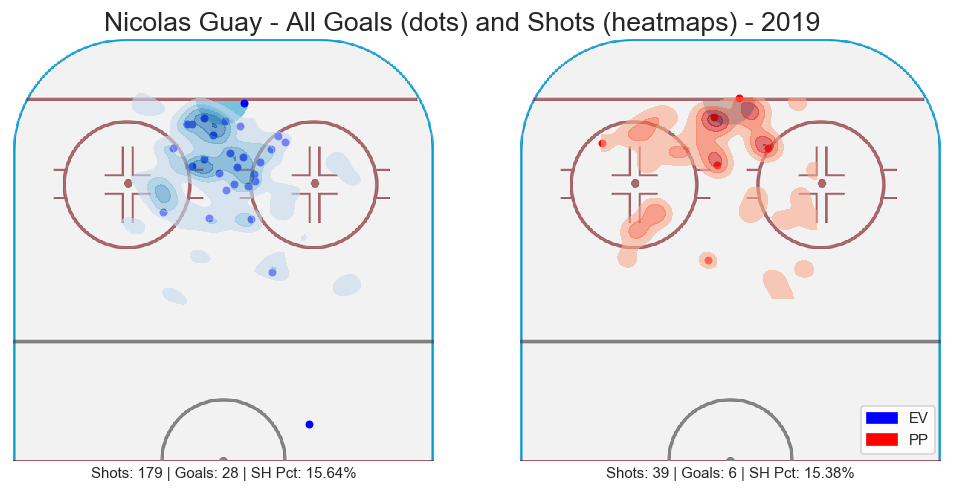 Nicolas Guay - All Goals (dots) and Shots (heatmaps) - 2019
EV
PP
Shots: 179 | Goals: 28 | SH Pct: 15.64%
Shots: 39 | Goals: 6 | SH Pct: 15.38%